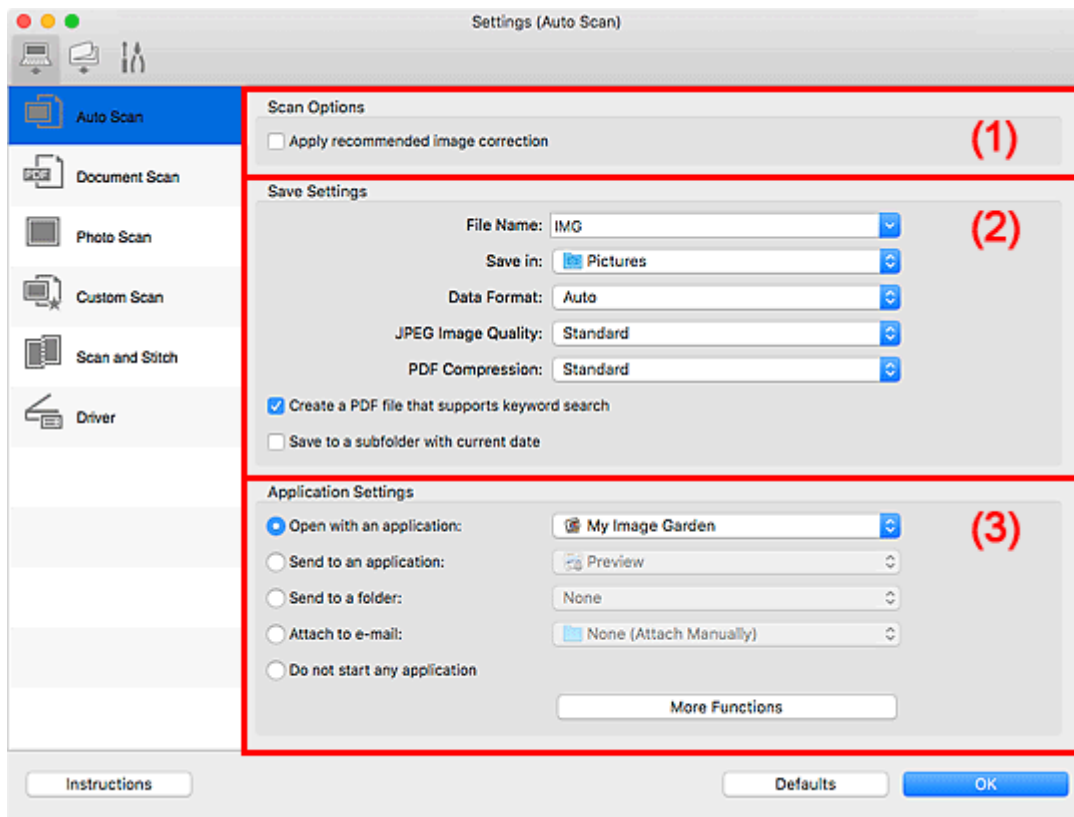 Settings (Auto Scan)
Auto Scan
PDF
Document Scan
Photo Scan
Custom Scan
Scan and Stitch
Driver
Scan Options
Apply recommended image correction
(1)
Save Settings
(2)
File Name: IMG
Save in: Pictures
Data Format: Auto
JPEG Image Quality: Standard
PDF Compression: Standard
Create a PDF file that supports keyword search
Save to a subfolder with current date
Application Settings
(3)
Open with an application: My Image Garden
Send to an application: Preview
Send to a folder: None
Attach to e-mail: None (Attach Manually)
Do not start any application
More Functions
Instructions
Defaults
OK